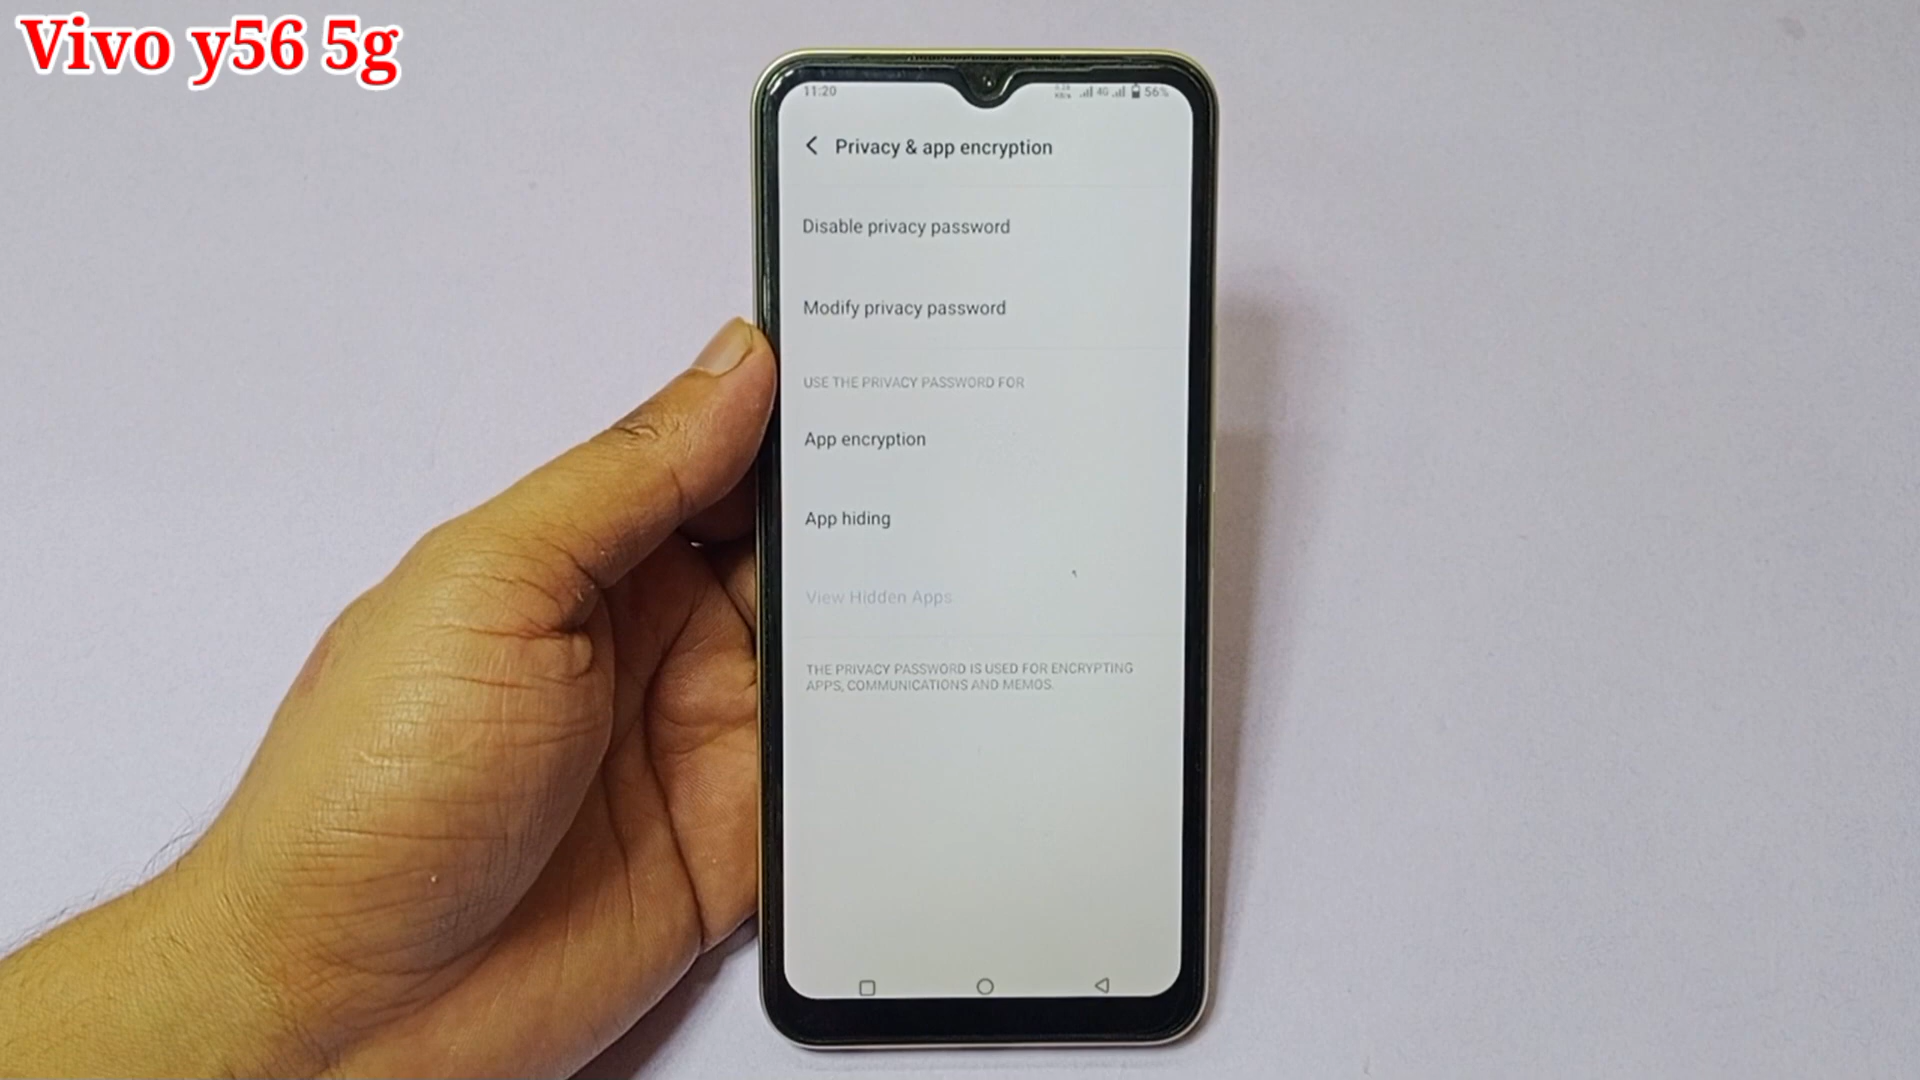 Vivo y56 5g
11:20
4G 56%
Privacy & app encryption
Disable privacy password
Modify privacy password
USE THE PRIVACY PASSWORD FOR
App encryption
App hiding
View Hidden Apps
THE PRIVACY PASSWORD IS USED FOR ENCRYPTING
APPS, COMMUNICATIONS AND MEMOS.